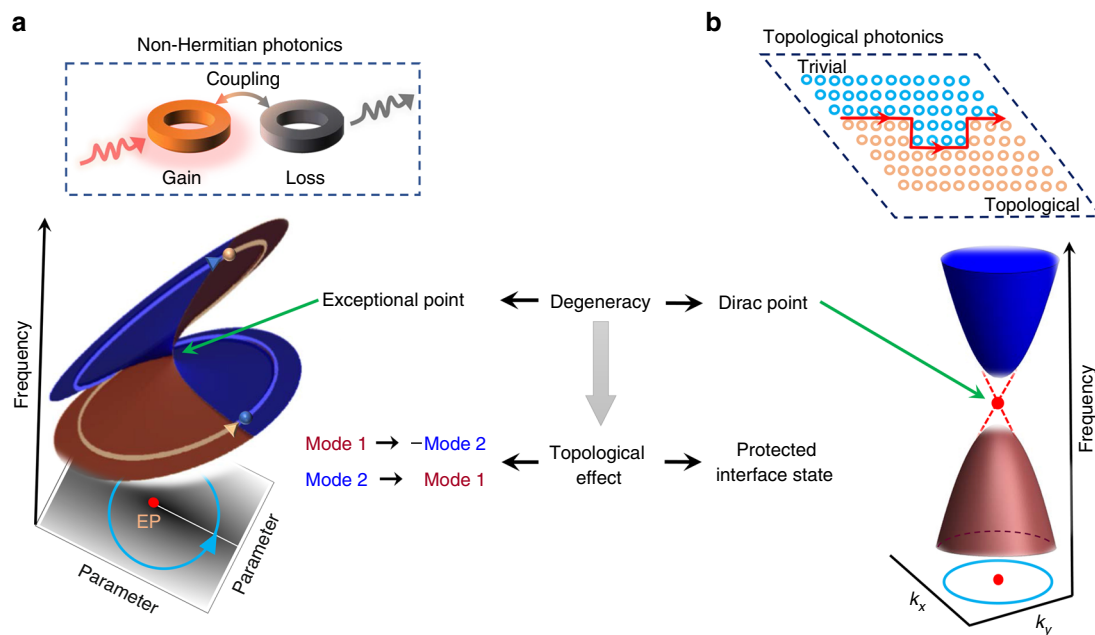 a
Non-Hermitian photonics
Coupling
Gain
Loss
Frequency
Exceptional point
Mode 1 → −Mode 2
Mode 2 → Mode 1
EP
Parameter
Parameter
Degeneracy
Topological
effect
b
Topological photonics
Trivial
Topological
Dirac point
Protected
interface state
Frequency
kx
ky